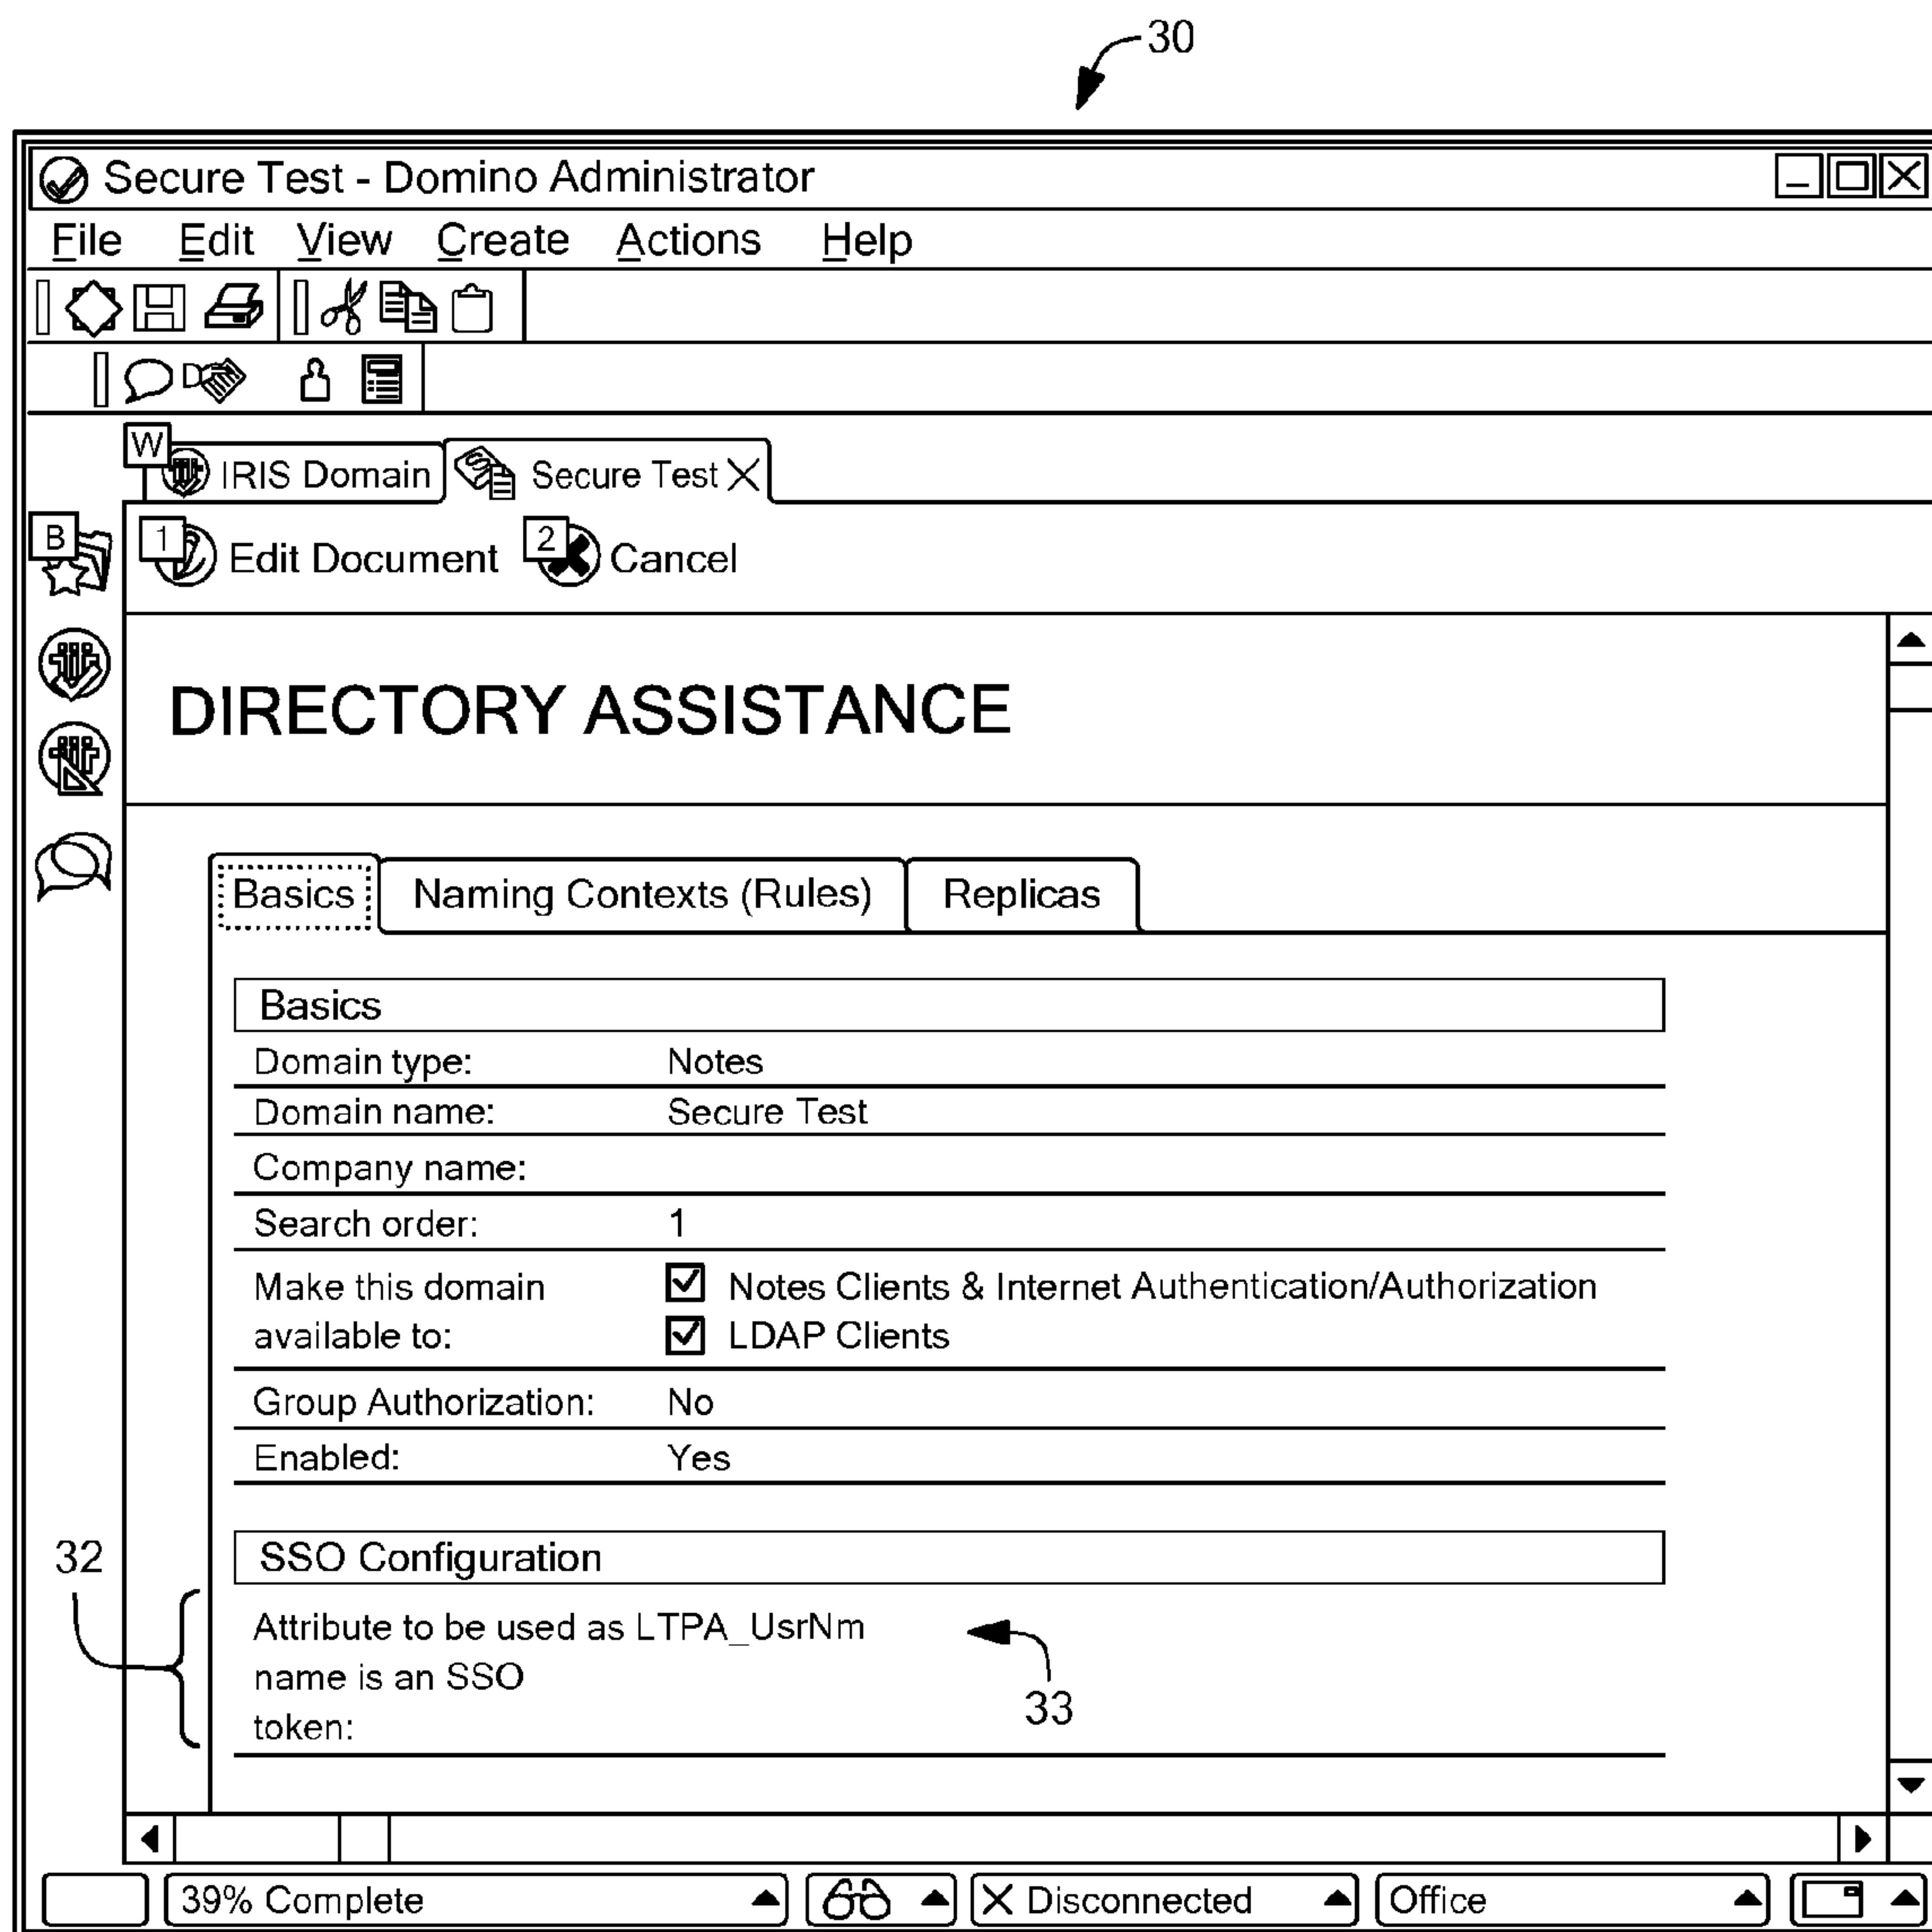 30
Secure Test - Domino Administrator
File Edit View Create Actions Help
W
IRIS Domain Secure Test
B 1 Edit Document 2 Cancel
DIRECTORY ASSISTANCE
Basics Naming Contexts (Rules) Replicas
Basics
Domain type: Notes
Domain name: Secure Test
Company name:
Search order: 1
Make this domain Notes Clients & Internet Authentication/Authorization
available to: LDAP Clients
Group Authorization: No
Enabled: Yes
32
SSO Configuration
Attribute to be used as LTPA_UsrNm
name is an SSO
33
token:
39% Complete Disconnected Office